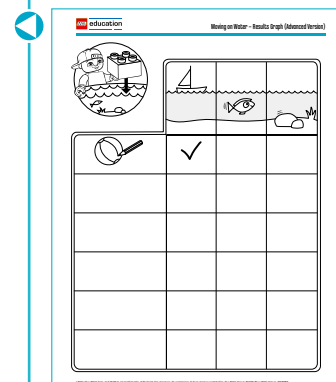 LEGO education
Moving on Water – Results Graph (Advanced Version)